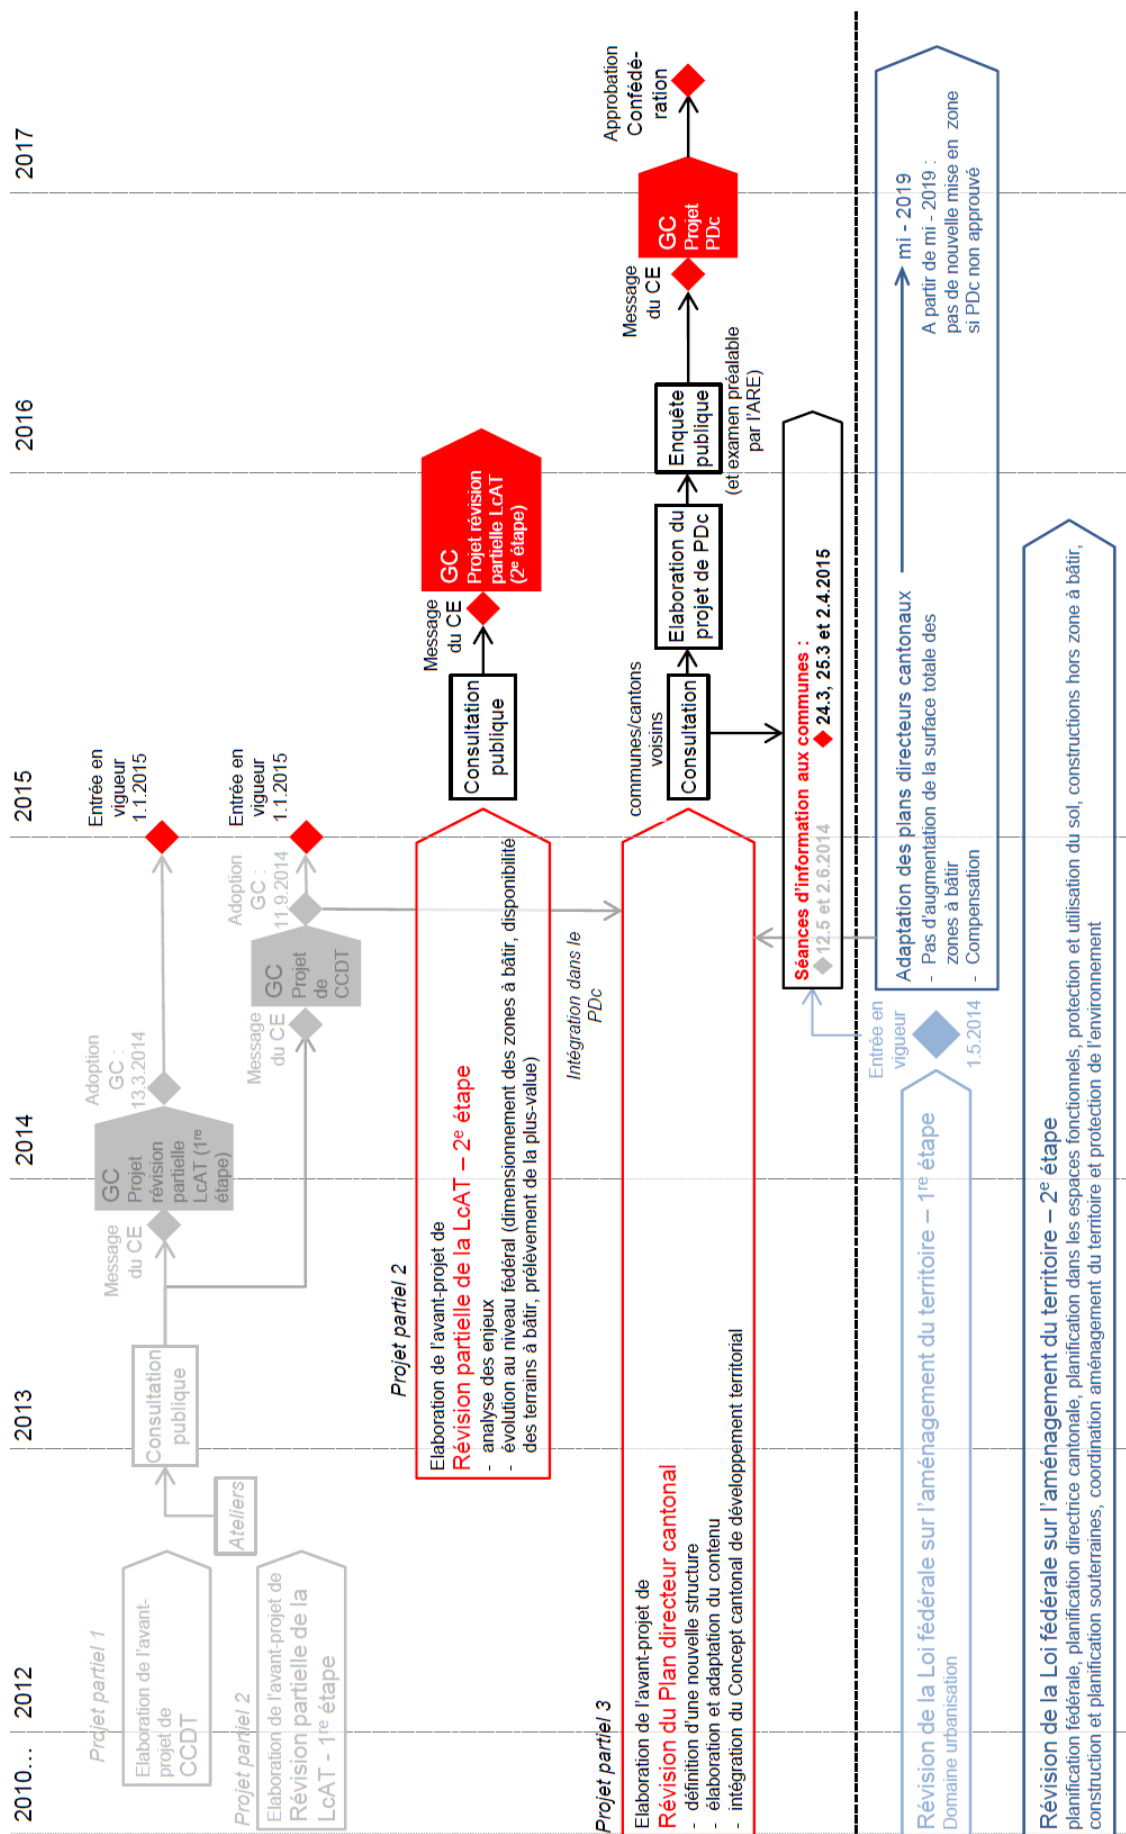 2010...
2012
2013
2014
2015
2016
2017
Projet partiel 1
Elaboration de l'avant-
projet de
CCDT
Projet partiel 2
Elaboration de l'avant-projet de
Révision partielle de la
LcAT - 1re étape
Ateliers
Consultation
publique
Message
du CE
GC
Projet
révision
partielle
LcAT (1re
étape)
Adoption
GC :
13.3.2014
Entrée en
vigueur
1.1.2015
Message
du CE
GC
Projet
de
CCDT
Adoption
GC :
11.9.2014
Entrée en
vigueur
1.1.2015
Projet partiel 2
Elaboration de l'avant-projet de
Révision partielle de la LcAT – 2e étape
- analyse des enjeux
- évolution au niveau fédéral (dimensionnement des zones à bâtir, disponibilité
des terrains à bâtir, prélèvement de la plus-value)
Consultation
publique
Message
du CE
GC
Projet révision
partielle LcAT
(2e étape)
Intégration dans le
PDc
Projet partiel 3
Elaboration de l'avant-projet de
Révision du Plan directeur cantonal
- définition d'une nouvelle structure
- élaboration et adaptation du contenu
- intégration du Concept cantonal de développement territorial
communes/cantons
voisins
Consultation
Elaboration du
projet de PDc
Enquête
publique
(et examen préalable
par l'ARE)
Message
du CE
GC
Projet
PDc
Approbation
Confédé-
ration
Séances d'information aux communes :
12.5 et 2.6.2014
24.3, 25.3 et 2.4.2015
Révision de la Loi fédérale sur l'aménagement du territoire – 1re étape
Domaine urbanisation
Entrée en
vigueur
1.5.2014
Adaptation des plans directeurs cantonaux
mi - 2019
- Pas d'augmentation de la surface totale des
zones à bâtir
- Compensation
A partir de mi - 2019 :
pas de nouvelle mise en zone
si PDc non approuvé
Révision de la Loi fédérale sur l'aménagement du territoire – 2e étape
planification fédérale, planification directrice cantonale, planification dans les espaces fonctionnels, protection et utilisation du sol, constructions hors zone à bâtir,
construction et planification souterraines, coordination aménagement du territoire et protection de l'environnement